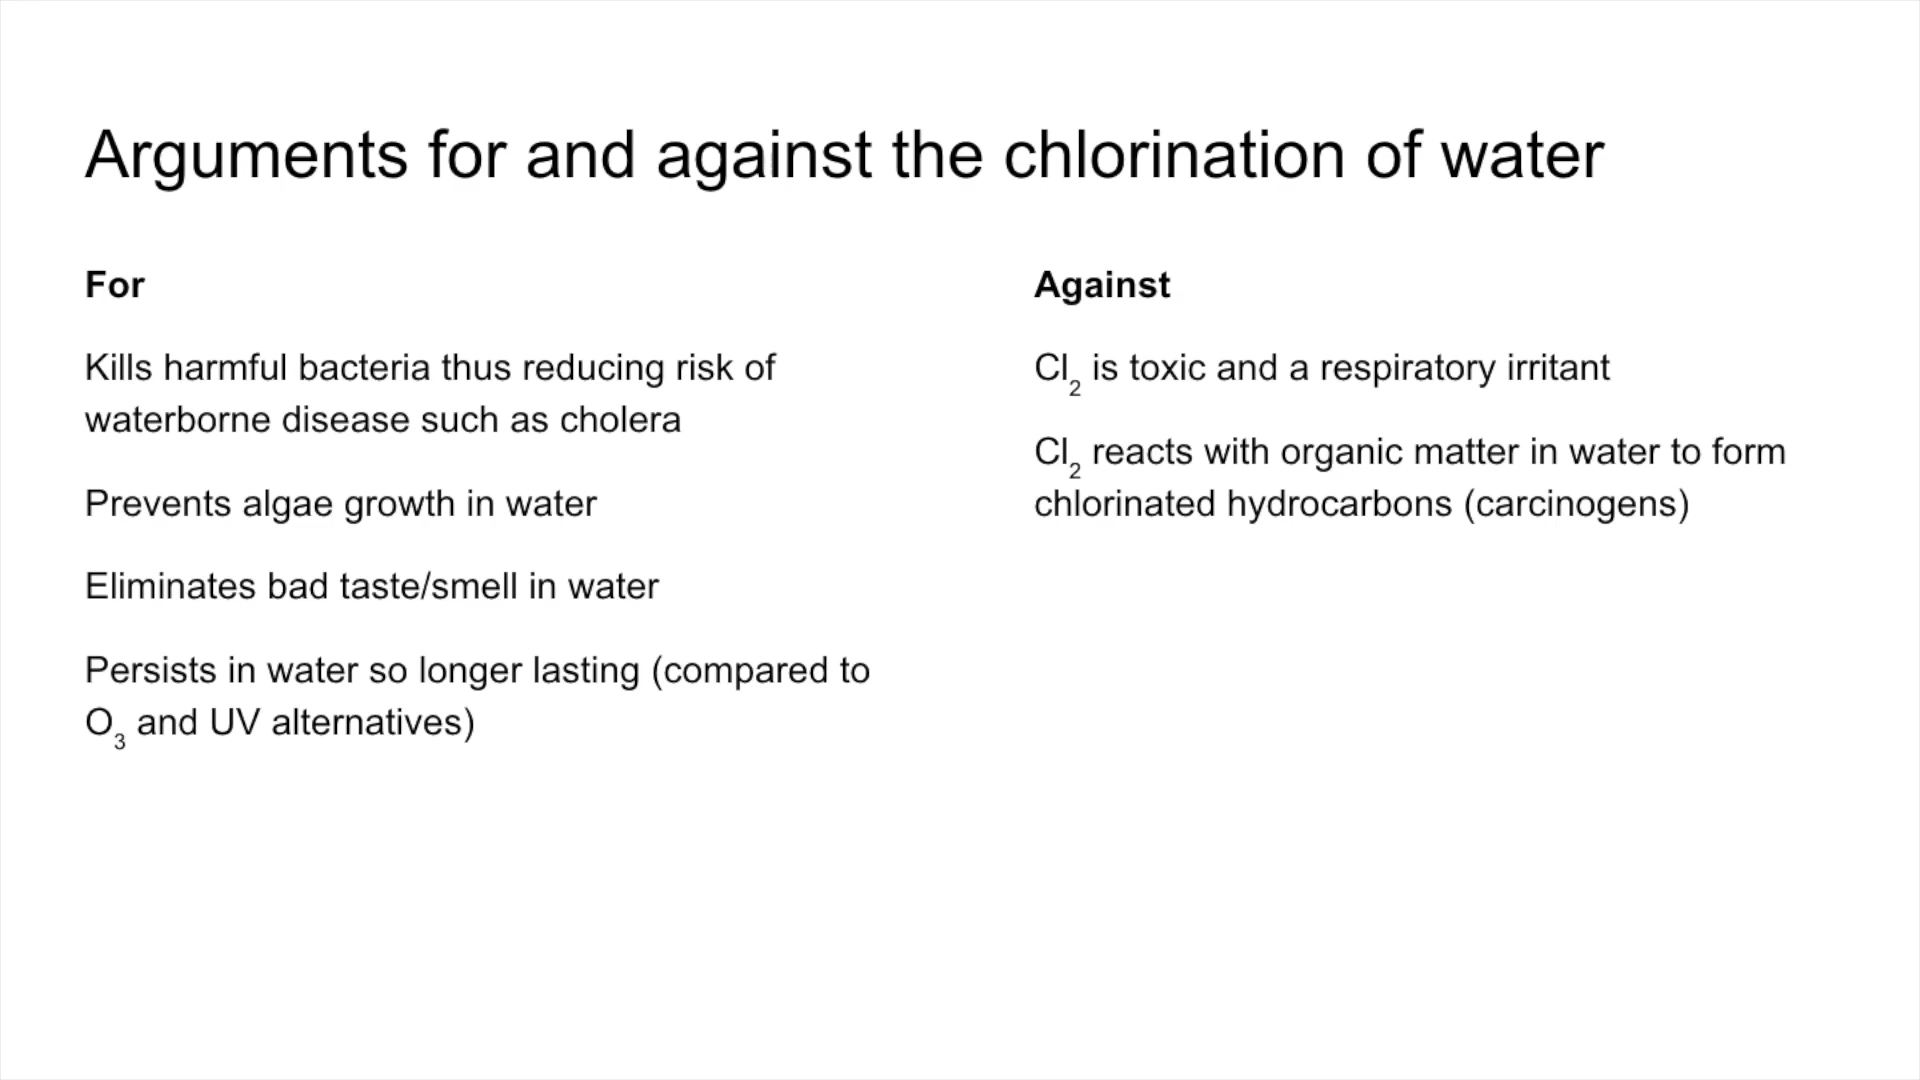 Arguments for and against the chlorination of water
For
Kills harmful bacteria thus reducing risk of
waterborne disease such as cholera
Prevents algae growth in water
Eliminates bad taste/smell in water
Persists in water so longer lasting (compared to
O₃ and UV alternatives)
Against
Cl₂ is toxic and a respiratory irritant
Cl₂ reacts with organic matter in water to form
chlorinated hydrocarbons (carcinogens)